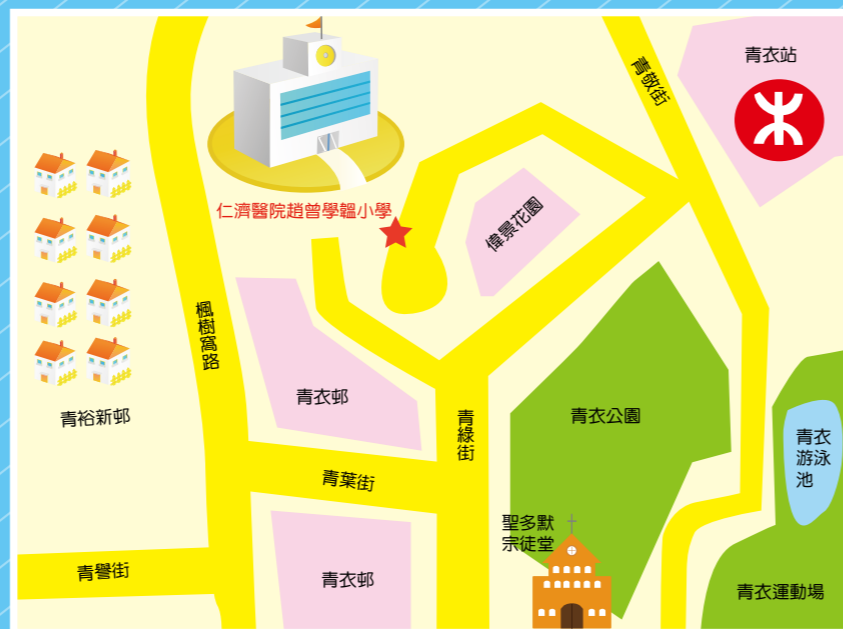 青衣站
青敬街
仁濟醫院趙曾學韞小學
偉景花園
楓樹窩路
青衣邨
青裕新邨
青綠街
青衣公園
青衣
游泳
池
青葉街
聖多默
宗徒堂
青譽街
青衣邨
青衣運動場